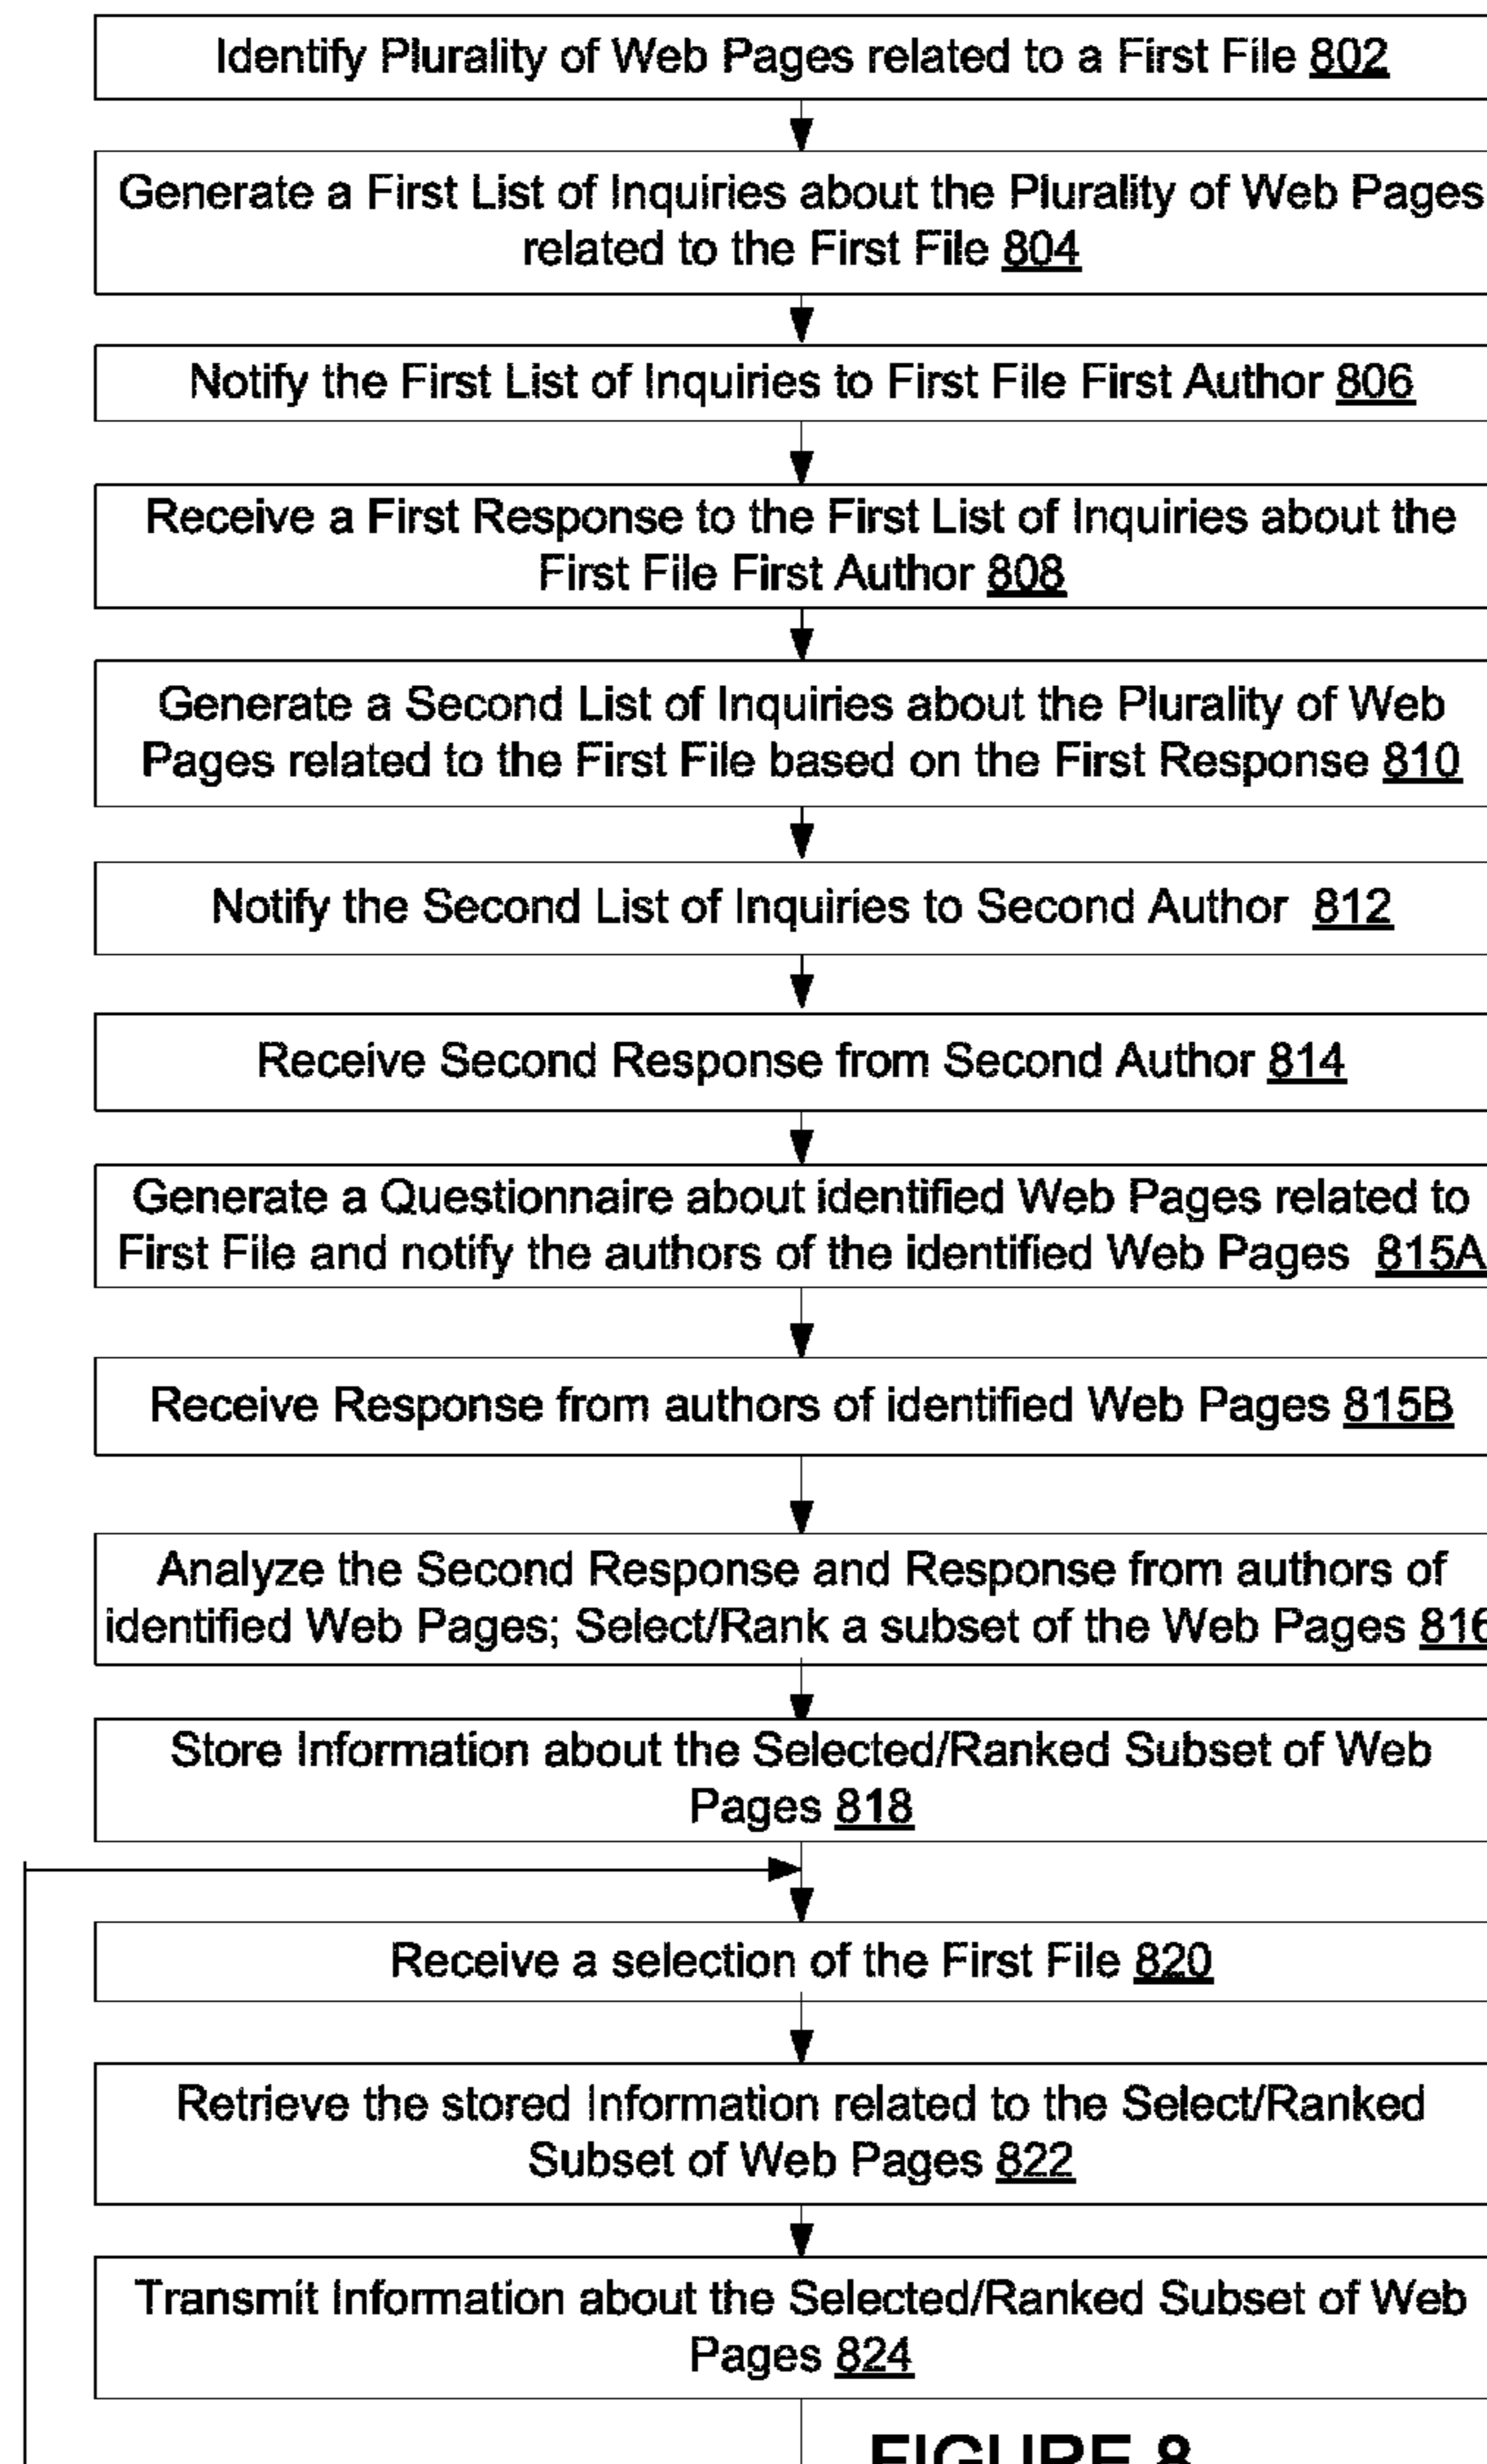 Identify Plurality of Web Pages related to a First File 802
Generate a First List of Inquiries about the Plurality of Web Pages
related to the First File 804
Notify the First List of Inquiries to First File First Author 806
Receive a First Response to the First List of Inquiries about the
First File First Author 808
Generate a Second List of Inquiries about the Plurality of Web
Pages related to the First File based on the First Response 810
Notify the Second List of Inquiries to Second Author 812
Receive Second Response from Second Author 814
Generate a Questionnaire about identified Web Pages related to
First File and notify the authors of the identified Web Pages 815A
Receive Response from authors of identified Web Pages 815B
Analyze the Second Response and Response from authors of
identified Web Pages; Select/Rank a subset of the Web Pages 816
Store Information about the Selected/Ranked Subset of Web
Pages 818
Receive a selection of the First File 820
Retrieve the stored Information related to the Select/Ranked
Subset of Web Pages 822
Transmit Information about the Selected/Ranked Subset of Web
Pages 824
FIGURE 8